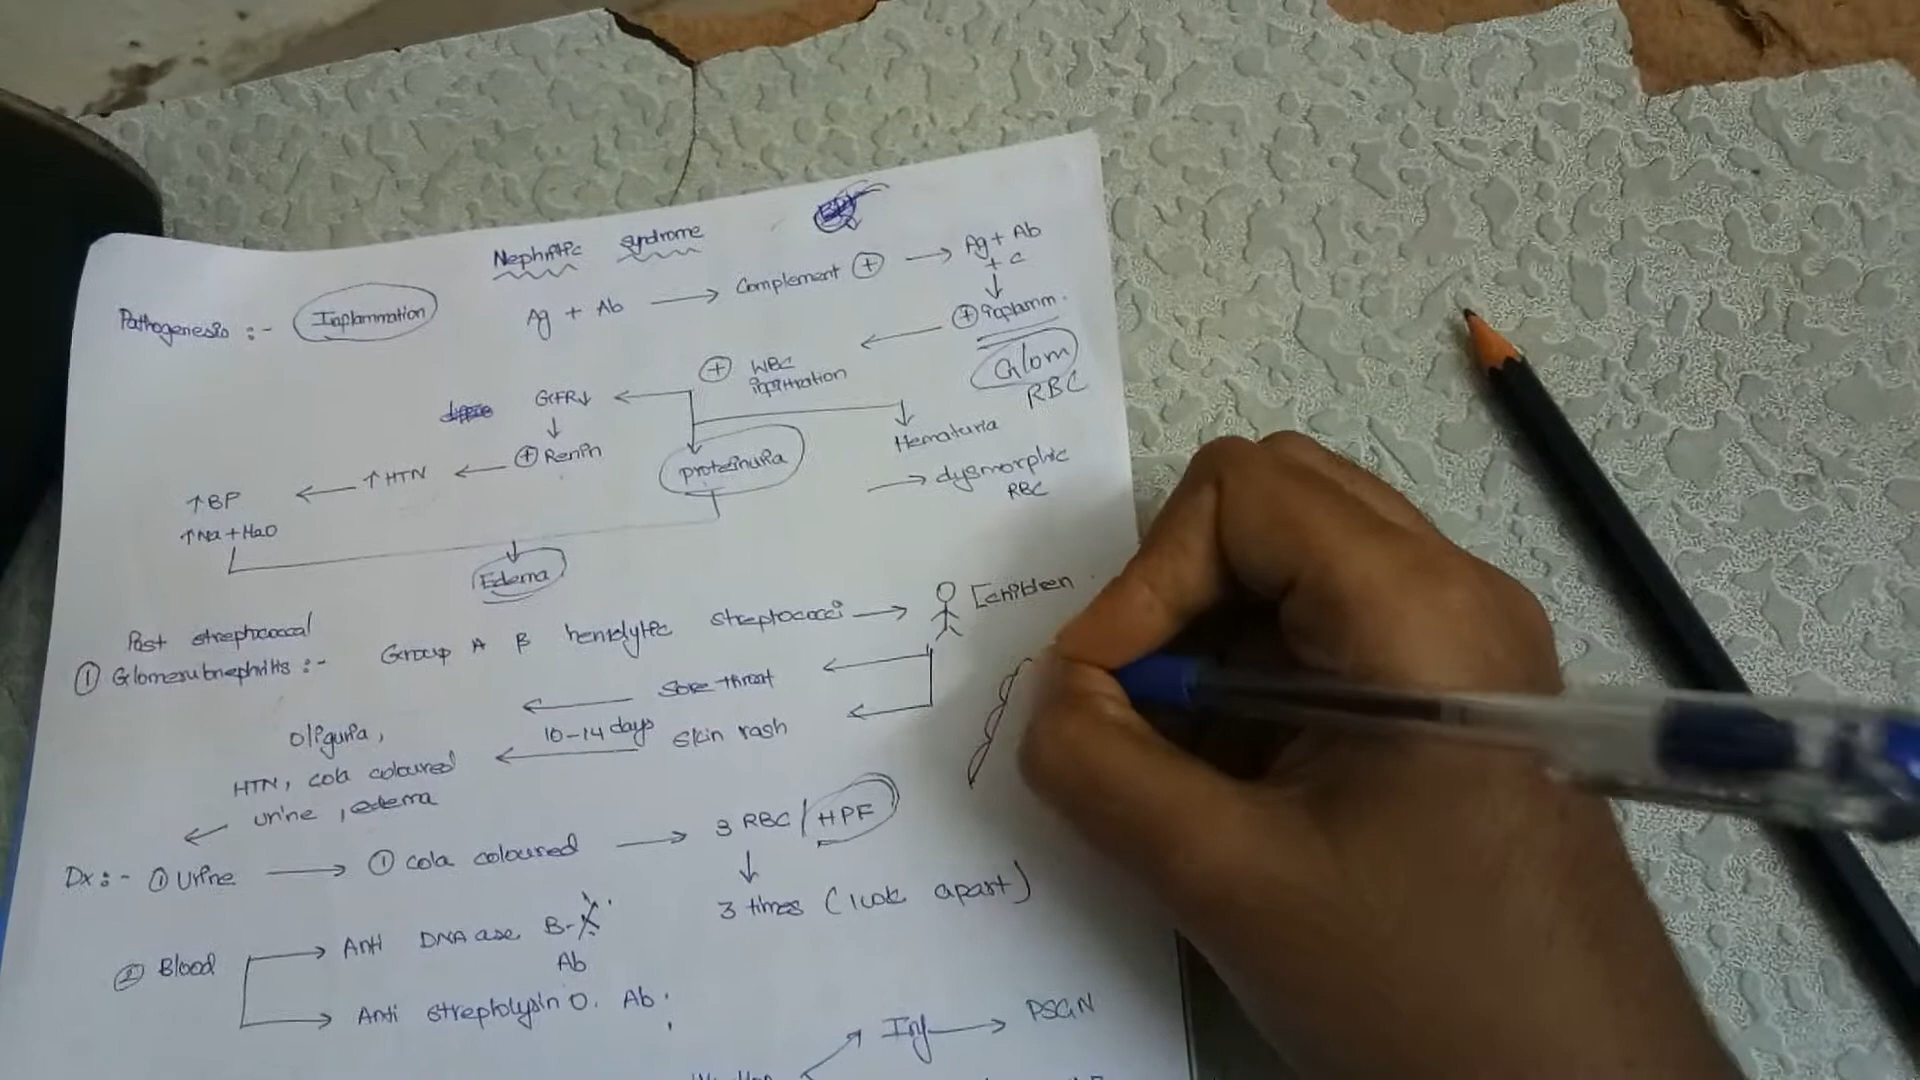 Nephritic syndrome
Pathogenesis :- Inflammation
Ag + Ab → Complement ⊕ → Ag + Ab
+ C
↓
⊕ inflamm.
Glom
RBC
⊕ WBC
infiltration
GFR↓ ←
↓
⊕ Renin
↑ HTN ←
↑BP ←
↑Na + H2O
proteinuria
Hematuria
→ dysmorphic
RBC
Edema
Post streptococcal
① Glomerulonephritis :- Group A β hemolytic streptococci → [children
Sore throat
10-14 days skin rash
oliguria,
HTN, cola coloured
urine, edema
Dx :- ① Urine → ① cola coloured → 3 RBC / HPF
↓
3 times (1wk apart)
② Blood → Anti DNA ase B-
Ab
→ Anti streptolysin O. Ab.
Inf → PSGN